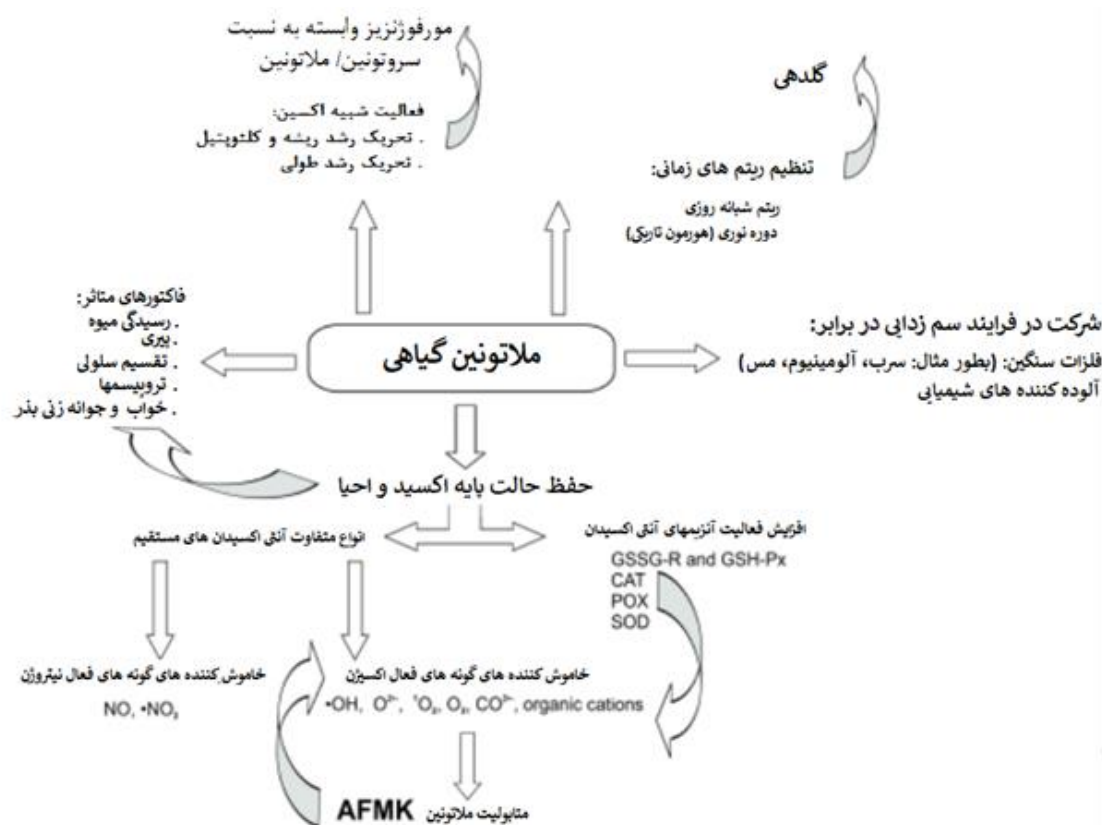 مورفوژنزیز وابسته به نسبت
سروتونین/ ملاتونین
فعالیت شبیه اکسین:
. تحریک رشد ریشه و کلئوپتیل
. تحریک رشد طولی
گلدهی
تنظیم ریتم های زمانی:
ریتم شبانه روزی
دوره نوری (هورمون تاریکی)
فاکتورهای متاثر:
. رسیدگی میوه
. پیری
. تقسیم سلولی
. تروپیسمها
. خواب و جوانه زنی بذر
ملاتونین گیاهی
شرکت در فرایند سم زدایی در برابر:
فلزات سنگین: (بطور مثال: سرب، آلومینیوم، مس)
آلوده کننده های شیمیایی
حفظ حالت پایه اکسید و احیا
انواع متفاوت آنتی اکسیدان های مستقیم
افزایش فعالیت آنزیمهای آنتی اکسیدان
GSSG-R and GSH-Px
CAT
POX
SOD
خاموش کننده های گونه های فعال نیتروژن
NO, •NO₃
خاموش کننده های گونه های فعال اکسیژن
•OH, O²⁻, ¹O₂, O₃, CO³⁻, organic cations
AFMK
متابولیت ملاتونین